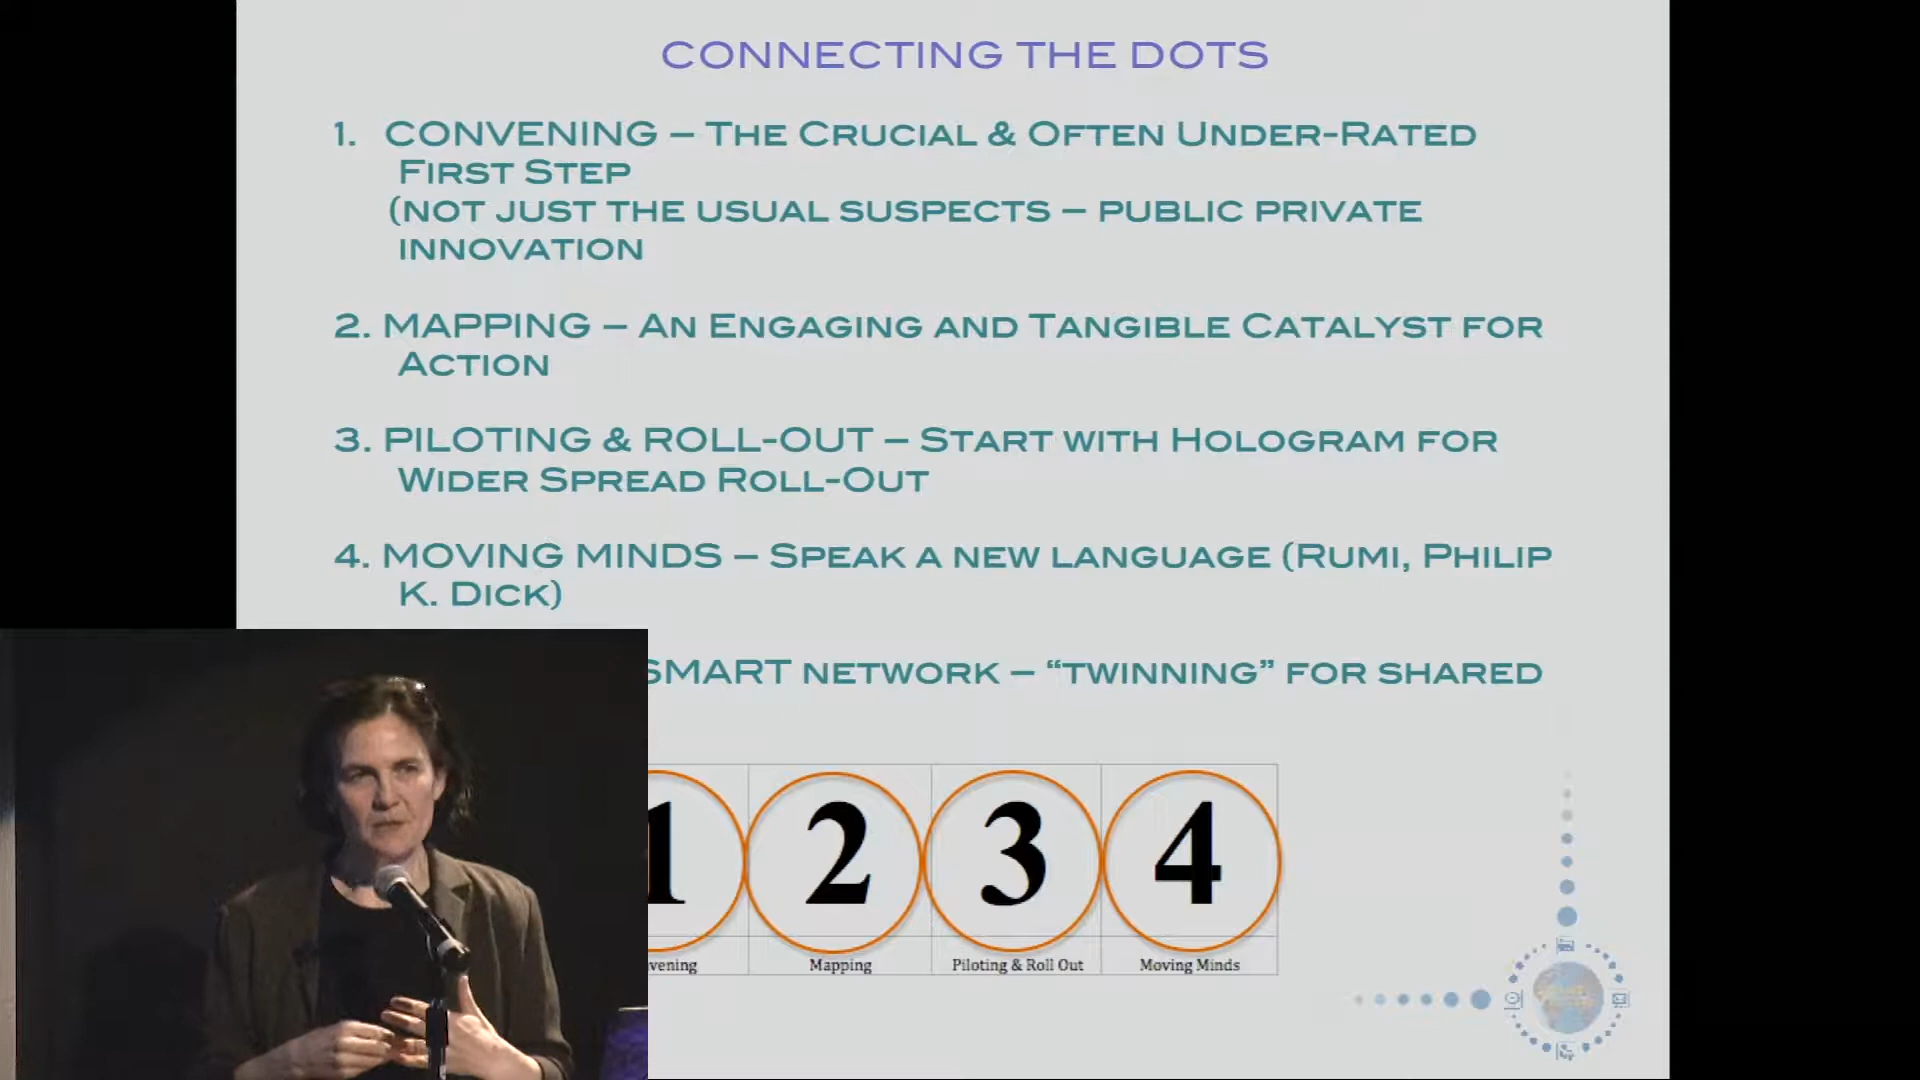 CONNECTING THE DOTS
1. CONVENING – THE CRUCIAL & OFTEN UNDER-RATED
FIRST STEP
(NOT JUST THE USUAL SUSPECTS – PUBLIC PRIVATE
INNOVATION
2. MAPPING – AN ENGAGING AND TANGIBLE CATALYST FOR
ACTION
3. PILOTING & ROLL-OUT – START WITH HOLOGRAM FOR
WIDER SPREAD ROLL-OUT
4. MOVING MINDS – SPEAK A NEW LANGUAGE (RUMI, PHILIP
K. DICK)
SMART NETWORK – “TWINNING” FOR SHARED
1 2 3 4
vening Mapping Piloting & Roll Out Moving Minds